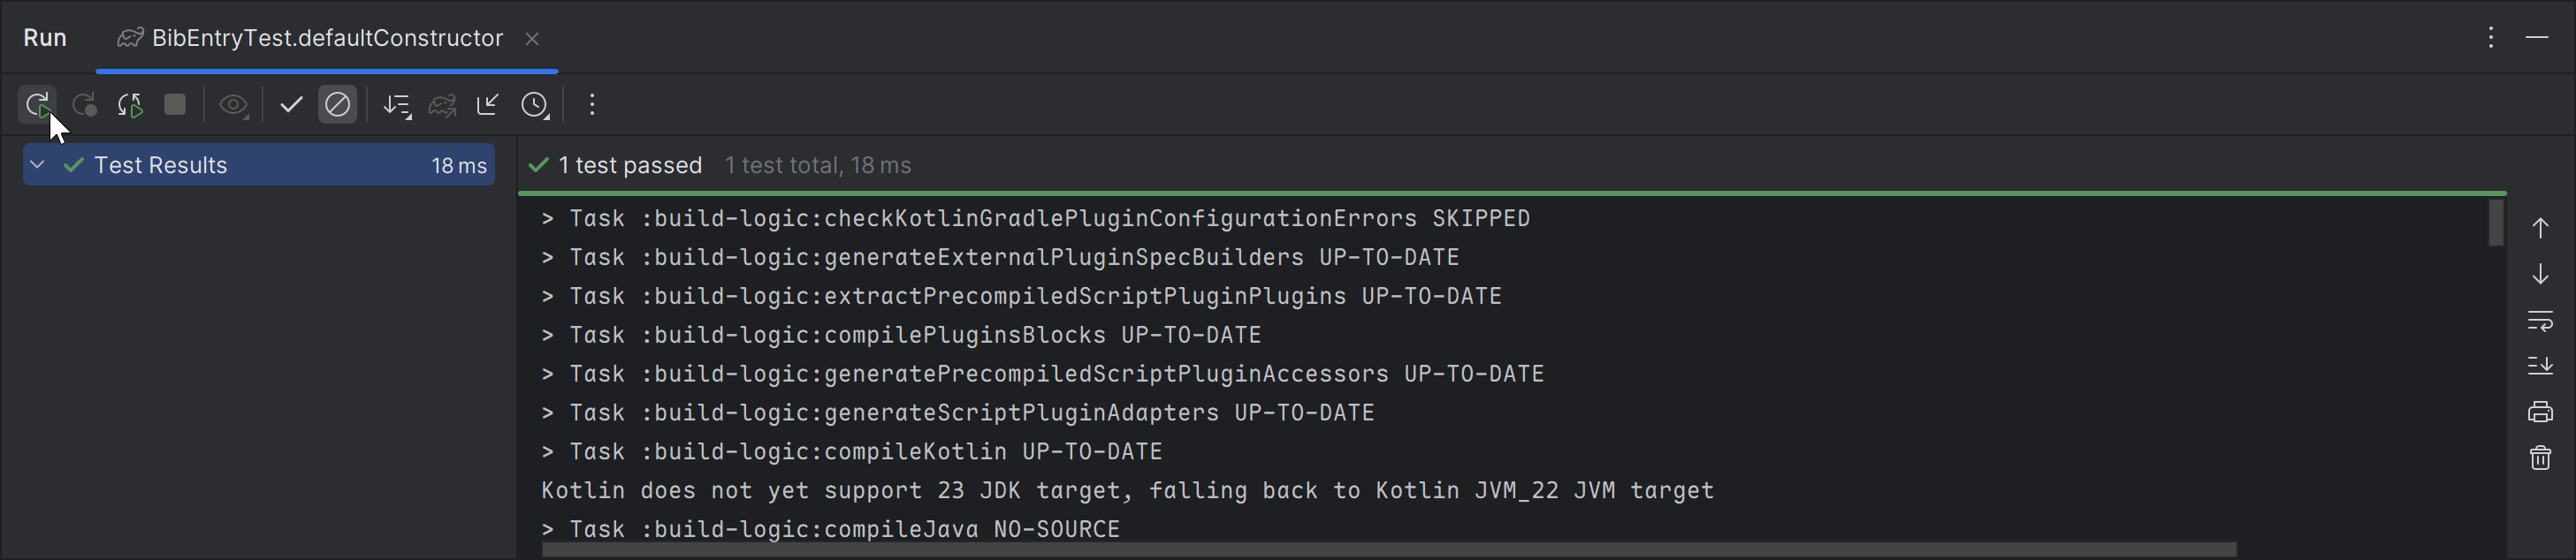 Run BibEntryTest.defaultConstructor
Test Results 18 ms
1 test passed 1 test total, 18 ms
> Task :build-logic:checkKotlinGradlePluginConfigurationErrors SKIPPED
> Task :build-logic:generateExternalPluginSpecBuilders UP-TO-DATE
> Task :build-logic:extractPrecompiledScriptPluginPlugins UP-TO-DATE
> Task :build-logic:compilePluginsBlocks UP-TO-DATE
> Task :build-logic:generatePrecompiledScriptPluginAccessors UP-TO-DATE
> Task :build-logic:generateScriptPluginAdapters UP-TO-DATE
> Task :build-logic:compileKotlin UP-TO-DATE
Kotlin does not yet support 23 JDK target, falling back to Kotlin JVM_22 JVM target
> Task :build-logic:compileJava NO-SOURCE